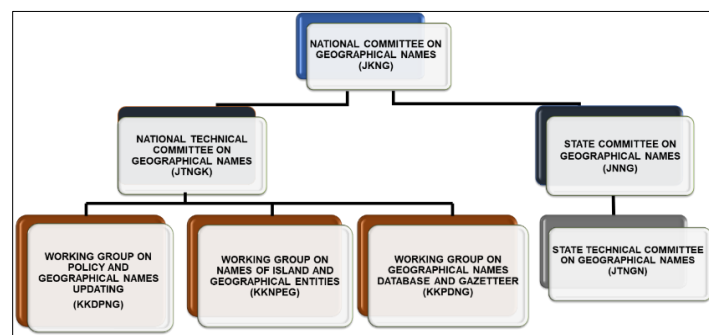 NATIONAL COMMITTEE ON
GEOGRAPHICAL NAMES
(JKNG)
NATIONAL TECHNICAL
COMMITTEE ON
GEOGRAPHICAL NAMES
(JTNGK)
STATE COMMITTEE ON
GEOGRAPHICAL NAMES
(JNNG)
WORKING GROUP ON
POLICY AND
GEOGRAPHICAL NAMES
UPDATING
(KKDPNG)
WORKING GROUP ON
NAMES OF ISLAND AND
GEOGRAPHICAL ENTITIES
(KKNPEG)
WORKING GROUP ON
GEOGRAPHICAL NAMES
DATABASE AND GAZETTEER
(KKPDNG)
STATE TECHNICAL COMMITTEE
ON GEOGRAPHICAL NAMES
(JTNGN)